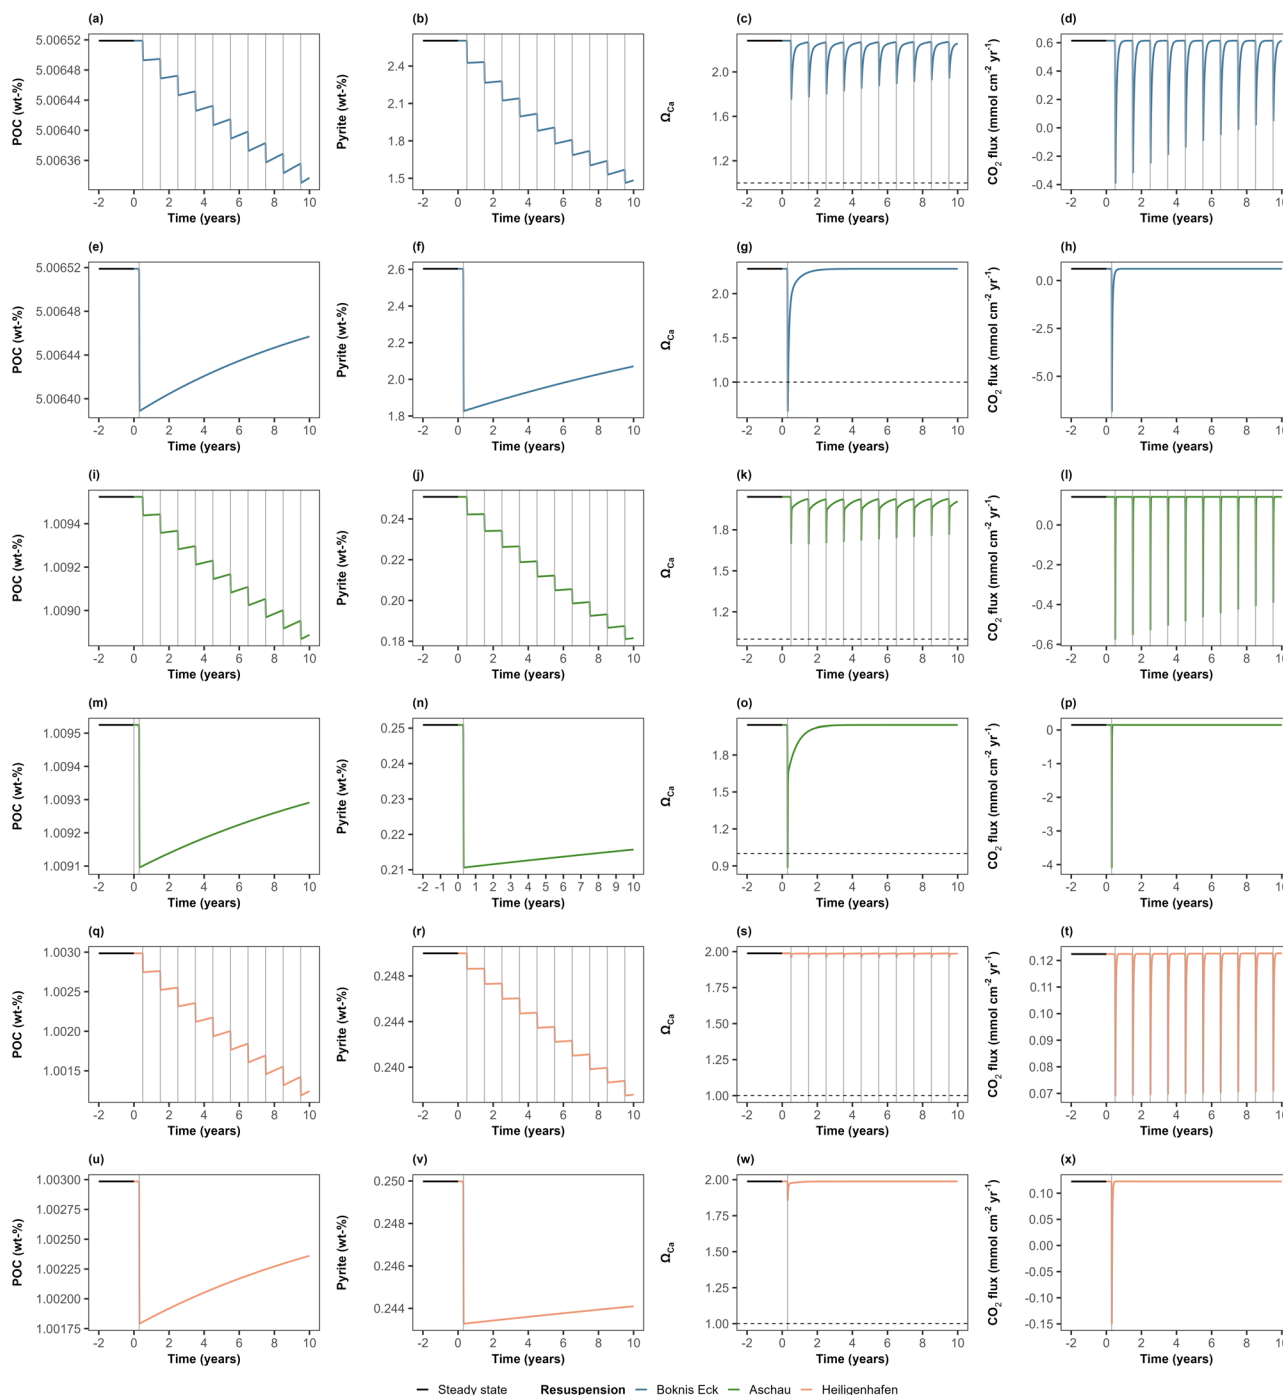 (a)
POC (wt-%)
5.00652
5.00648
5.00644
5.00640
5.00636
-2 0 2 4 6 8 10
Time (years)
(b)
Pyrite (wt-%)
2.4
2.1
1.8
1.5
-2 0 2 4 6 8 10
Time (years)
(c)
ΩCa
2.0
1.6
1.2
-2 0 2 4 6 8 10
Time (years)
(d)
CO2 flux (mmol cm-2 yr-1)
0.6
0.4
0.2
0.0
-0.2
-0.4
-2 0 2 4 6 8 10
Time (years)
(e)
POC (wt-%)
5.00652
5.00648
5.00644
5.00640
-2 0 2 4 6 8 10
Time (years)
(f)
Pyrite (wt-%)
2.6
2.4
2.2
2.0
1.8
-2 0 2 4 6 8 10
Time (years)
(g)
ΩCa
2.0
1.5
1.0
-2 0 2 4 6 8 10
Time (years)
(h)
CO2 flux (mmol cm-2 yr-1)
0.0
-2.5
-5.0
-2 0 2 4 6 8 10
Time (years)
(i)
POC (wt-%)
1.0094
1.0092
1.0090
-2 0 2 4 6 8 10
Time (years)
(j)
Pyrite (wt-%)
0.24
0.22
0.20
0.18
-2 0 2 4 6 8 10
Time (years)
(k)
ΩCa
1.8
1.5
1.2
-2 0 2 4 6 8 10
Time (years)
(l)
CO2 flux (mmol cm-2 yr-1)
0.0
-0.2
-0.4
-0.6
-2 0 2 4 6 8 10
Time (years)
(m)
POC (wt-%)
1.0095
1.0094
1.0093
1.0092
1.0091
-2 0 2 4 6 8 10
Time (years)
(n)
Pyrite (wt-%)
0.25
0.24
0.23
0.22
0.21
-2 -1 0 1 2 3 4 5 6 7 8 9 10
Time (years)
(o)
ΩCa
1.8
1.5
1.2
0.9
-2 0 2 4 6 8 10
Time (years)
(p)
CO2 flux (mmol cm-2 yr-1)
0
-1
-2
-3
-4
-2 0 2 4 6 8 10
Time (years)
(q)
POC (wt-%)
1.0030
1.0025
1.0020
1.0015
-2 0 2 4 6 8 10
Time (years)
(r)
Pyrite (wt-%)
0.248
0.244
0.240
-2 0 2 4 6 8 10
Time (years)
(s)
ΩCa
2.00
1.75
1.50
1.25
1.00
-2 0 2 4 6 8 10
Time (years)
(t)
CO2 flux (mmol cm-2 yr-1)
0.12
0.11
0.10
0.09
0.08
0.07
-2 0 2 4 6 8 10
Time (years)
(u)
POC (wt-%)
1.00300
1.00275
1.00250
1.00225
1.00200
1.00175
-2 0 2 4 6 8 10
Time (years)
(v)
Pyrite (wt-%)
0.250
0.248
0.246
0.244
-2 0 2 4 6 8 10
Time (years)
(w)
ΩCa
2.00
1.75
1.50
1.25
1.00
-2 0 2 4 6 8 10
Time (years)
(x)
CO2 flux (mmol cm-2 yr-1)
0.10
0.05
0.00
-0.05
-0.10
-0.15
-2 0 2 4 6 8 10
Time (years)
Steady state Resuspension Boknis Eck Aschau Heiligenhafen